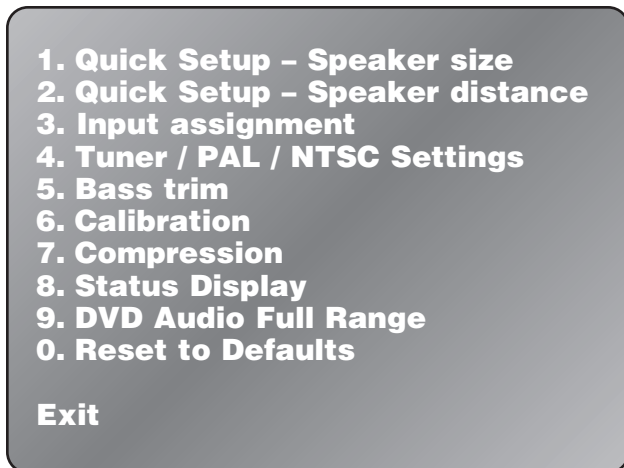 1. Quick Setup – Speaker size
2. Quick Setup – Speaker distance
3. Input assignment
4. Tuner / PAL / NTSC Settings
5. Bass trim
6. Calibration
7. Compression
8. Status Display
9. DVD Audio Full Range
0. Reset to Defaults
Exit